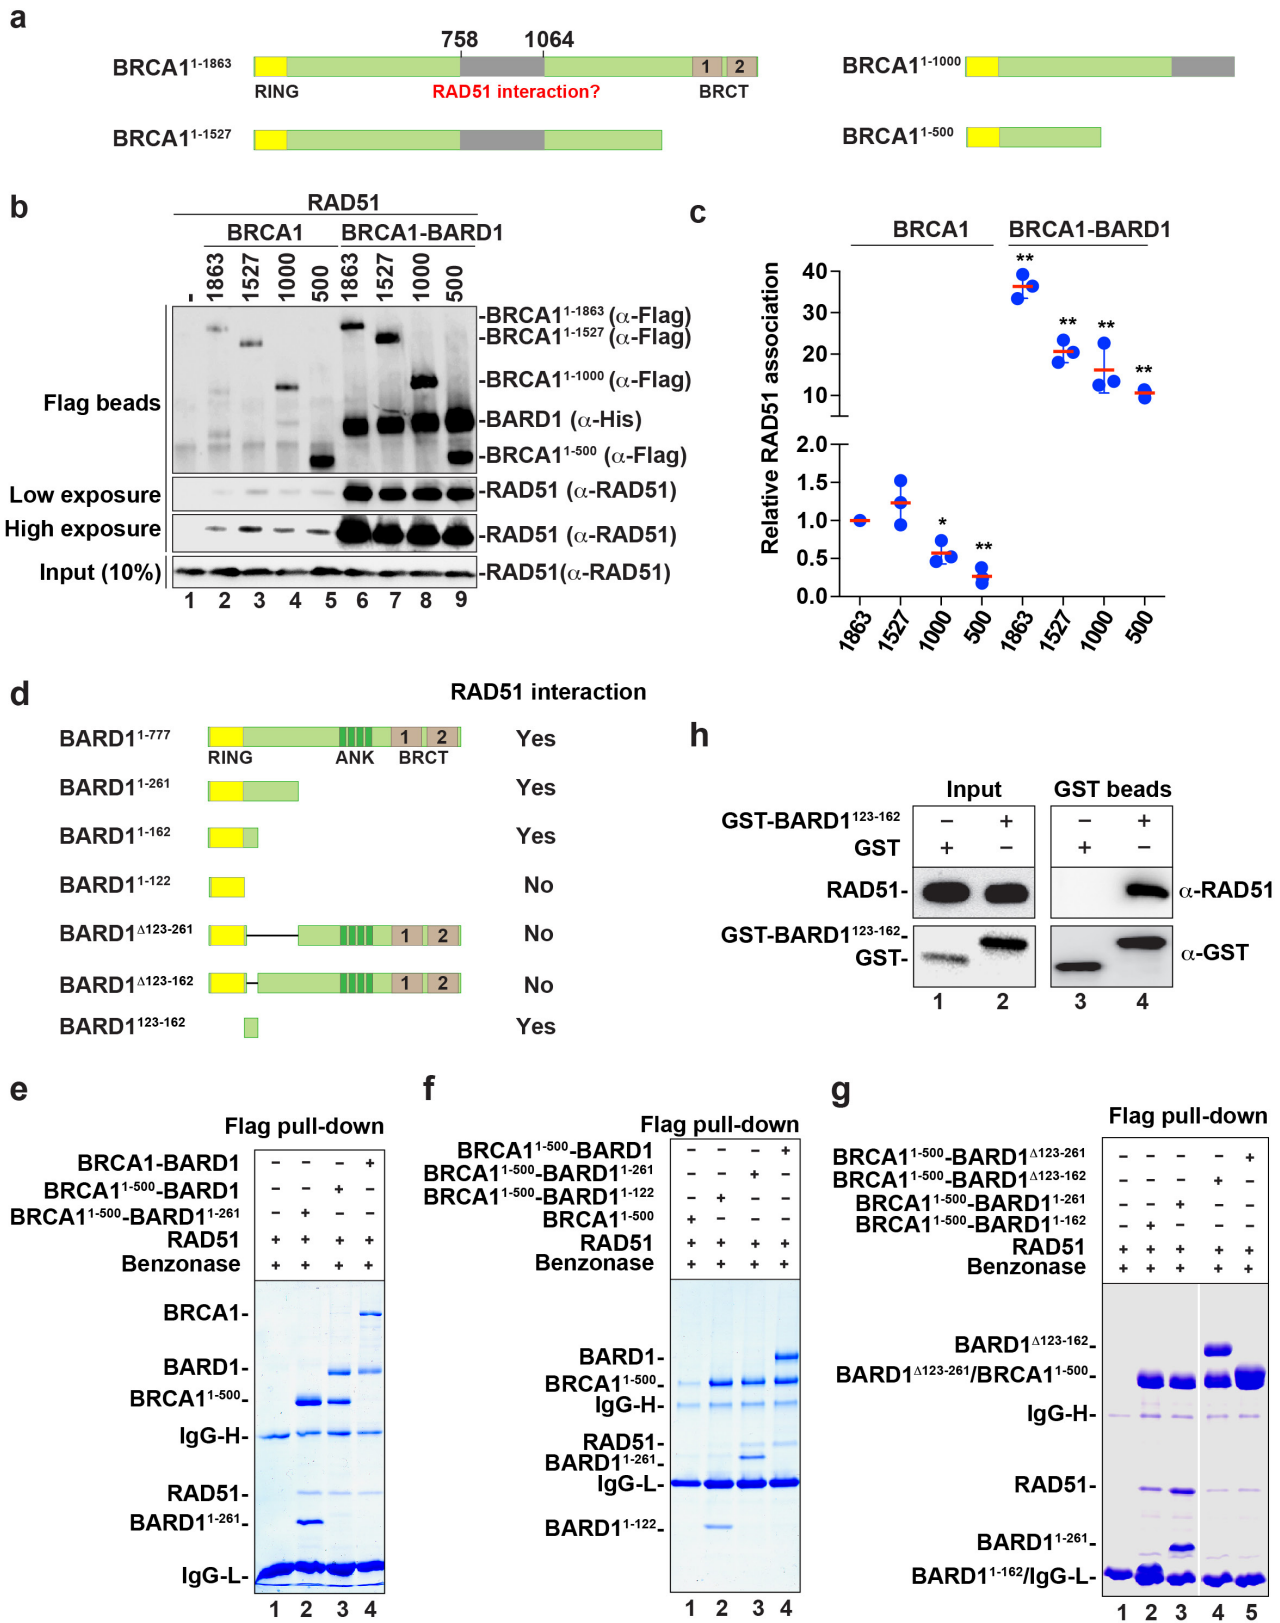 a
758 1064
BRCA1¹⁻¹⁸⁶³ 1 2
RING RAD51 interaction? BRCT
BRCA1¹⁻¹⁵²⁷
BRCA1¹⁻¹⁰⁰⁰
BRCA1¹⁻⁵⁰⁰
b
RAD51
BRCA1 BRCA1-BARD1
- 1863 1527 1000 500 1863 1527 1000 500
Flag beads
-BRCA1¹⁻¹⁸⁶³ (α-Flag)
-BRCA1¹⁻¹⁵²⁷ (α-Flag)
-BRCA1¹⁻¹⁰⁰⁰ (α-Flag)
-BARD1 (α-His)
-BRCA1¹⁻⁵⁰⁰ (α-Flag)
Low exposure -RAD51 (α-RAD51)
High exposure -RAD51 (α-RAD51)
Input (10%) -RAD51(α-RAD51)
1 2 3 4 5 6 7 8 9
c
BRCA1 BRCA1-BARD1
Relative RAD51 association
40
30
20
10
2.0
1.5
1.0
0.5
0.0
* ** ** ** ** **
1863 1527 1000 500 1863 1527 1000 500
d
RAD51 interaction
BARD1¹⁻⁷⁷⁷ 1 2 Yes
RING ANK BRCT
BARD1¹⁻²⁶¹ Yes
BARD1¹⁻¹⁶² Yes
BARD1¹⁻¹²² No
BARD1^Δ123-261 1 2 No
BARD1^Δ123-162 1 2 No
BARD1¹²³⁻¹⁶² Yes
h
Input GST beads
GST-BARD1¹²³⁻¹⁶² − + − +
GST + − + −
RAD51- α-RAD51
GST-BARD1¹²³⁻¹⁶²-
GST- α-GST
1 2 3 4
e
Flag pull-down
BRCA1-BARD1 − − − +
BRCA1¹⁻⁵⁰⁰-BARD1 − − + −
BRCA1¹⁻⁵⁰⁰-BARD1¹⁻²⁶¹ − + − −
RAD51 + + + +
Benzonase + + + +
BRCA1-
BARD1-
BRCA1¹⁻⁵⁰⁰-
IgG-H-
RAD51-
BARD1¹⁻²⁶¹-
IgG-L-
1 2 3 4
f
Flag pull-down
BRCA1¹⁻⁵⁰⁰-BARD1 − − − +
BRCA1¹⁻⁵⁰⁰-BARD1¹⁻²⁶¹ − − + −
BRCA1¹⁻⁵⁰⁰-BARD1¹⁻¹²² − + − −
BRCA1¹⁻⁵⁰⁰ + − − −
RAD51 + + + +
Benzonase + + + +
BARD1-
BRCA1¹⁻⁵⁰⁰-
IgG-H-
RAD51-
BARD1¹⁻²⁶¹-
IgG-L-
BARD1¹⁻¹²²-
1 2 3 4
g
Flag pull-down
BRCA1¹⁻⁵⁰⁰-BARD1^Δ123-261 − − − − +
BRCA1¹⁻⁵⁰⁰-BARD1^Δ123-162 − − − + −
BRCA1¹⁻⁵⁰⁰-BARD1¹⁻²⁶¹ − − + − −
BRCA1¹⁻⁵⁰⁰-BARD1¹⁻¹⁶² − + − − −
RAD51 + + + + +
Benzonase + + + + +
BARD1^Δ123-162-
BARD1^Δ123-261/BRCA1¹⁻⁵⁰⁰-
IgG-H-
RAD51-
BARD1¹⁻²⁶¹-
BARD1¹⁻¹⁶²/IgG-L-
1 2 3 4 5